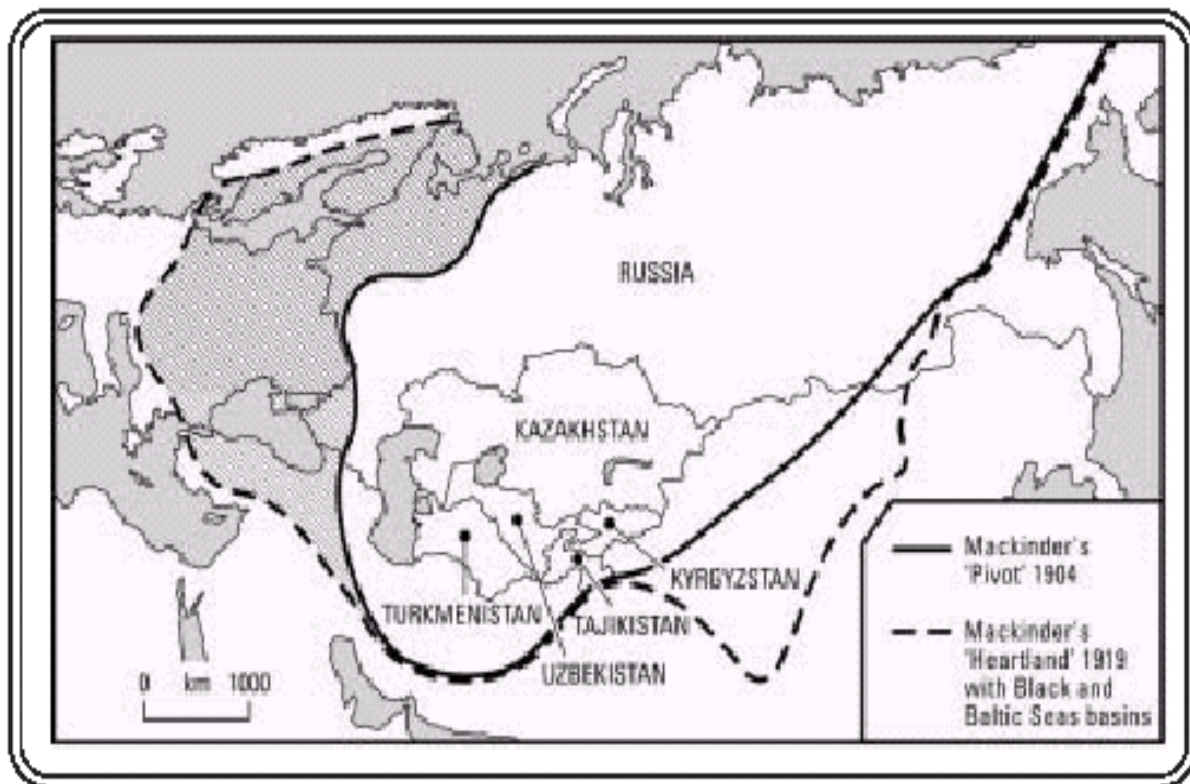 RUSSIA
KAZAKHSTAN
KYRGYZSTAN
TURKMENISTAN
TAJIKISTAN
UZBEKISTAN
0 km 1000
Mackinder's
'Pivot' 1904
Mackinder's
'Heartland' 1919
with Black and
Baltic Seas basins